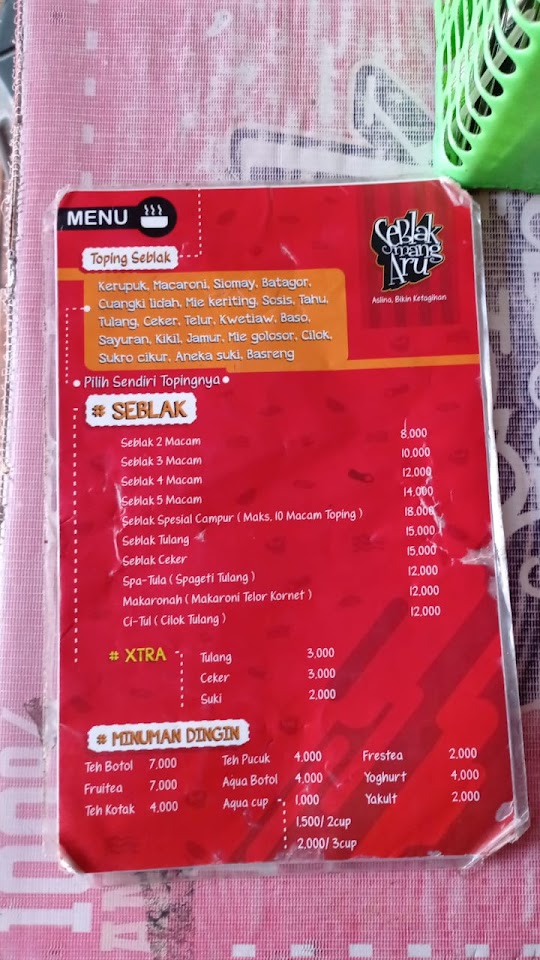 MENU
Seblak
mang
Aru
Aslina, Bikin Ketagihan
Toping Seblak
Kerupuk, Macaroni, Siomay, Batagor,
Cuangki lidah, Mie keriting, Sosis, Tahu,
Tulang, Ceker, Telur, Kwetiaw, Baso,
Sayuran, Kikil, Jamur, Mie golosor, Cilok,
Sukro cikur, Aneka suki, Basreng
• Pilih Sendiri Topingnya •
# SEBLAK
Seblak 2 Macam 8,000
Seblak 3 Macam 10,000
Seblak 4 Macam 12,000
Seblak 5 Macam 14,000
Seblak Spesial Campur ( Maks. 10 Macam Toping ) 18.000
Seblak Tulang 15,000
Seblak Ceker 15,000
Spa-Tula ( Spageti Tulang ) 12,000
Makaronah ( Makaroni Telor Kornet ) 12,000
Ci-Tul ( Cilok Tulang ) 12,000
# XTRA
Tulang 3,000
Ceker 3,000
Suki 2,000
# MINUMAN DINGIN
Teh Botol 7.000 Teh Pucuk 4.000 Frestea 2.000
Fruitea 7,000 Aqua Botol 4,000 Yoghurt 4,000
Teh Kotak 4,000 Aqua cup 1.000 Yakult 2,000
1.500/ 2cup
2.000/ 3cup